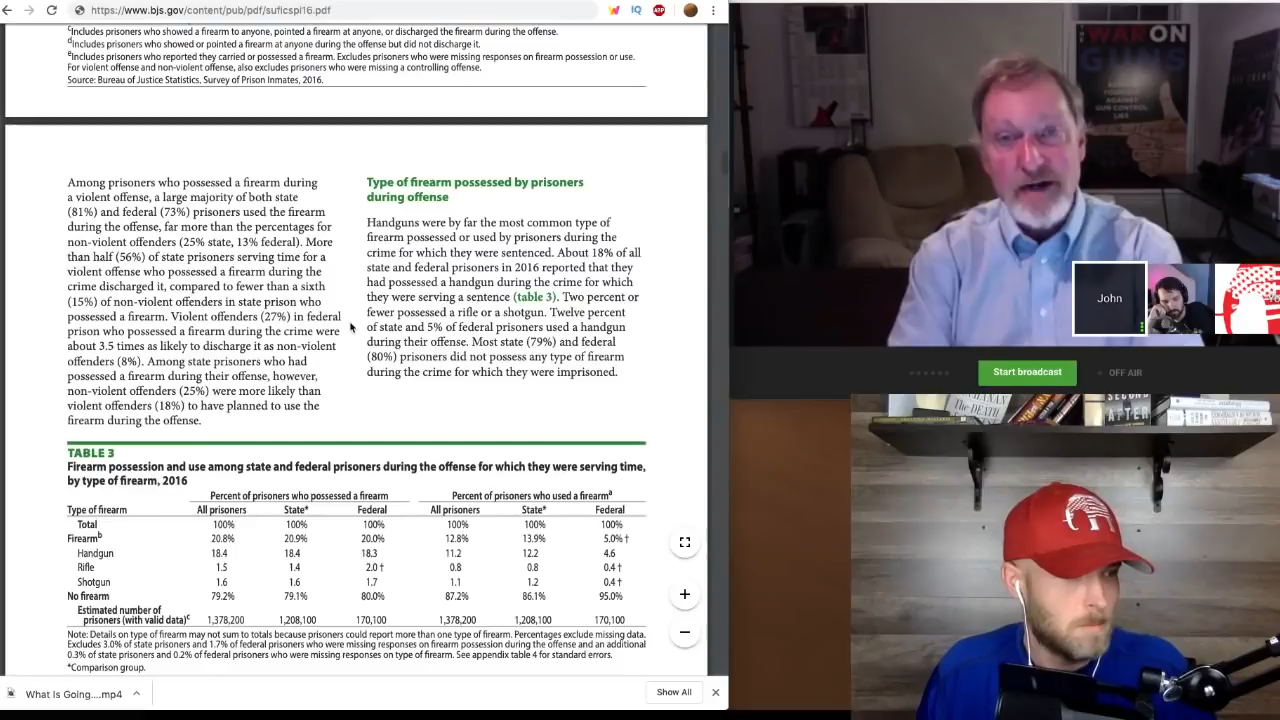 https://www.bjs.gov/content/pub/pdf/suficspi16.pdf
cIncludes prisoners who showed a firearm to anyone, pointed a firearm at anyone, or discharged the firearm during the offense.
dIncludes prisoners who showed or pointed a firearm at anyone during the offense but did not discharge it.
eIncludes prisoners who reported they carried or possessed a firearm. Excludes prisoners who were missing responses on firearm possession or use.
For violent offense and non-violent offense, also excludes prisoners who were missing a controlling offense.
Source: Bureau of Justice Statistics, Survey of Prison Inmates, 2016.
Among prisoners who possessed a firearm during
a violent offense, a large majority of both state
(81%) and federal (73%) prisoners used the firearm
during the offense, far more than the percentages for
non-violent offenders (25% state, 13% federal). More
than half (56%) of state prisoners serving time for a
violent offense who possessed a firearm during the
crime discharged it, compared to fewer than a sixth
(15%) of non-violent offenders in state prison who
possessed a firearm. Violent offenders (27%) in federal
prison who possessed a firearm during the crime were
about 3.5 times as likely to discharge it as non-violent
offenders (8%). Among state prisoners who had
possessed a firearm during their offense, however,
non-violent offenders (25%) were more likely than
violent offenders (18%) to have planned to use the
firearm during the offense.
Type of firearm possessed by prisoners
during offense
Handguns were by far the most common type of
firearm possessed or used by prisoners during the
crime for which they were sentenced. About 18% of all
state and federal prisoners in 2016 reported that they
had possessed a handgun during the crime for which
they were serving a sentence (table 3). Two percent or
fewer possessed a rifle or a shotgun. Twelve percent
of state and 5% of federal prisoners used a handgun
during their offense. Most state (79%) and federal
(80%) prisoners did not possess any type of firearm
during the crime for which they were imprisoned.
TABLE 3
Firearm possession and use among state and federal prisoners during the offense for which they were serving time,
by type of firearm, 2016
Percent of prisoners who possessed a firearm Percent of prisoners who used a firearma
Type of firearm All prisoners State* Federal All prisoners State* Federal
Total 100% 100% 100% 100% 100% 100%
Firearmb 20.8% 20.9% 20.0% 12.8% 13.9% 5.0% †
Handgun 18.4 18.4 18.3 11.2 12.2 4.6
Rifle 1.5 1.4 2.0 † 0.8 0.8 0.4 †
Shotgun 1.6 1.6 1.7 1.1 1.2 0.4 †
No firearm 79.2% 79.1% 80.0% 87.2% 86.1% 95.0%
Estimated number of
prisoners (with valid data)c 1,378,200 1,208,100 170,100 1,378,200 1,208,100 170,100
Note: Details on type of firearm may not sum to totals because prisoners could report more than one type of firearm. Percentages exclude missing data.
Excludes 3.0% of state prisoners and 1.7% of federal prisoners who were missing responses on firearm possession during the offense and an additional
0.3% of state prisoners and 0.2% of federal prisoners who were missing responses on type of firearm. See appendix table 4 for standard errors.
*Comparison group.
What Is Going....mp4
Show All
THE
WAR ON
GUNS
John
Start broadcast
OFF AIR
SECOND
AFTER